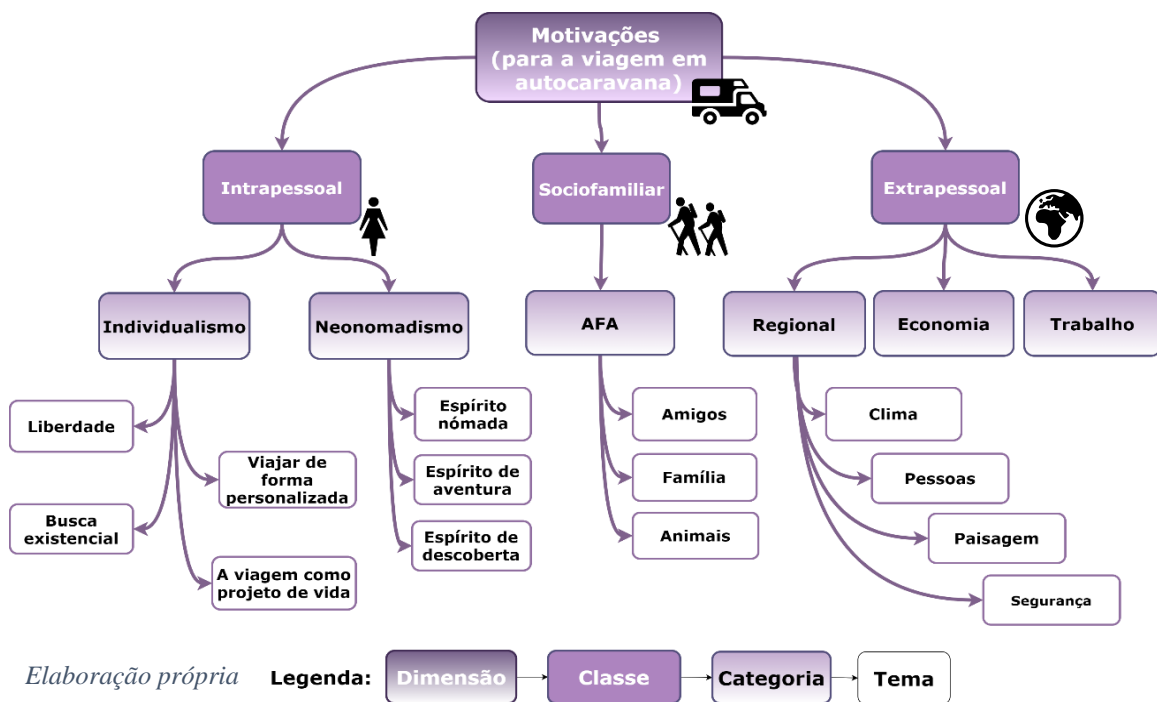 Motivações
(para a viagem em
autocaravana)
Intrapessoal
Sociofamiliar
Extrapessoal
Individualismo
Neonomadismo
AFA
Regional
Economia
Trabalho
Liberdade
Viajar de
forma
personalizada
Busca
existencial
A viagem como
projeto de vida
Espírito
nómada
Espírito de
aventura
Espírito de
descoberta
Amigos
Família
Animais
Clima
Pessoas
Paisagem
Segurança
Elaboração própria
Legenda:
Dimensão
Classe
Categoria
Tema